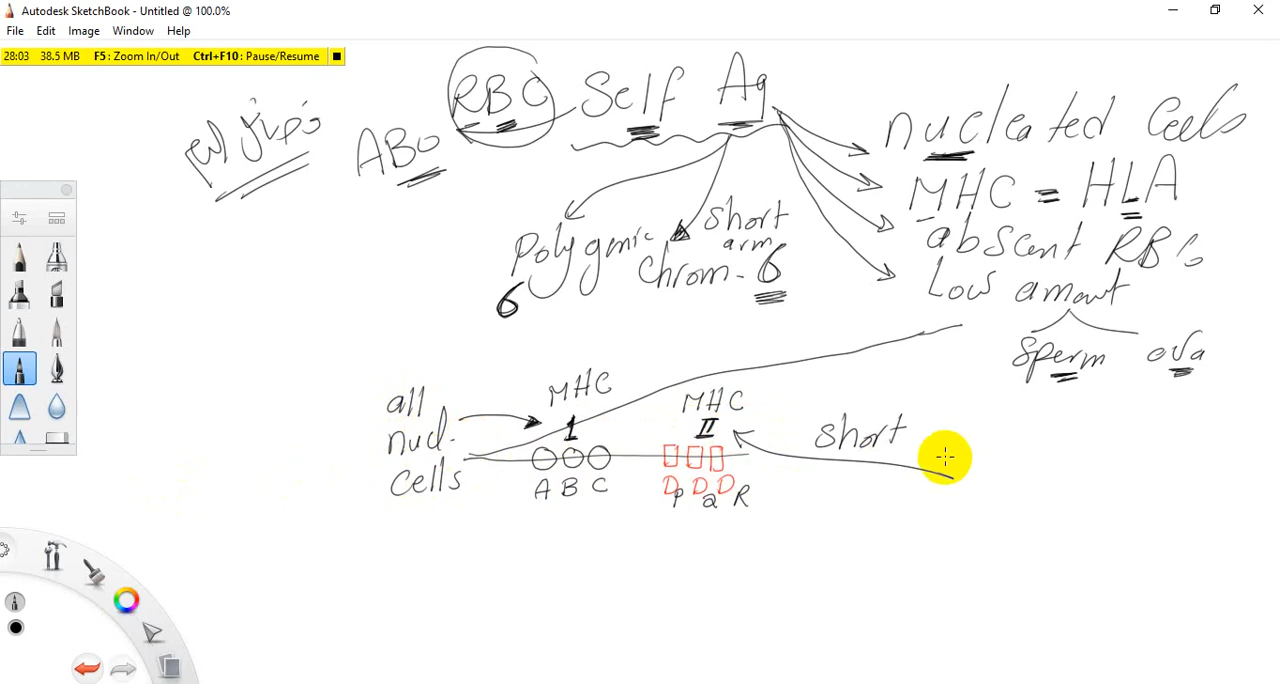 Autodesk SketchBook - Untitled @ 100.0%
File Edit Image Window Help
28:03 38.5 MB F5: Zoom In/Out Ctrl+F10: Pause/Resume
RBC Self Ag
ABO
nucleated Cells
MHC = HLA
abscent RBCs
Low amount
sperm ova
Polygenic short
arm
chrom- 6
6
all
nucl-
cells
MHC
I
MHC
II
short
A B C
D D D
P Q R